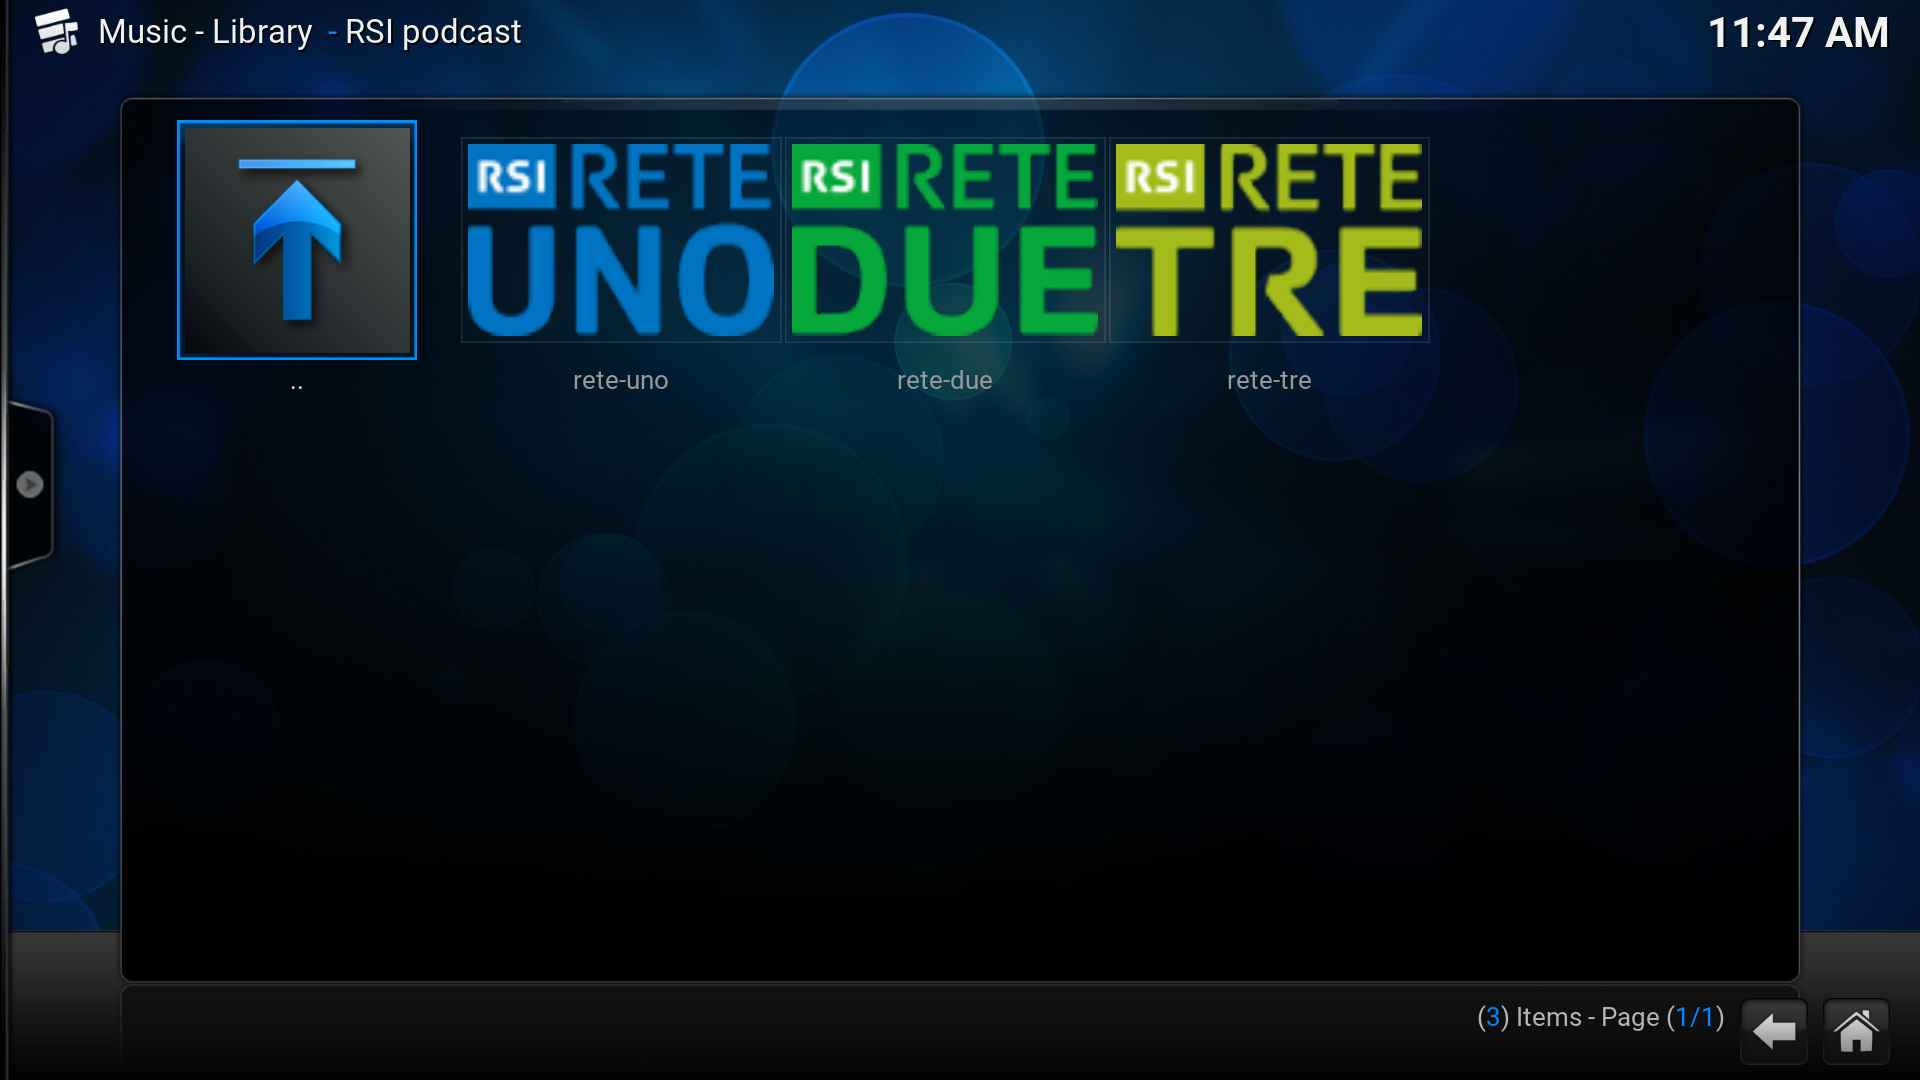 Music - Library - RSI podcast
11:47 AM
RSI RETE
UNO
RSI RETE
DUE
RSI RETE
TRE
..
rete-uno
rete-due
rete-tre
(3) Items - Page (1/1)